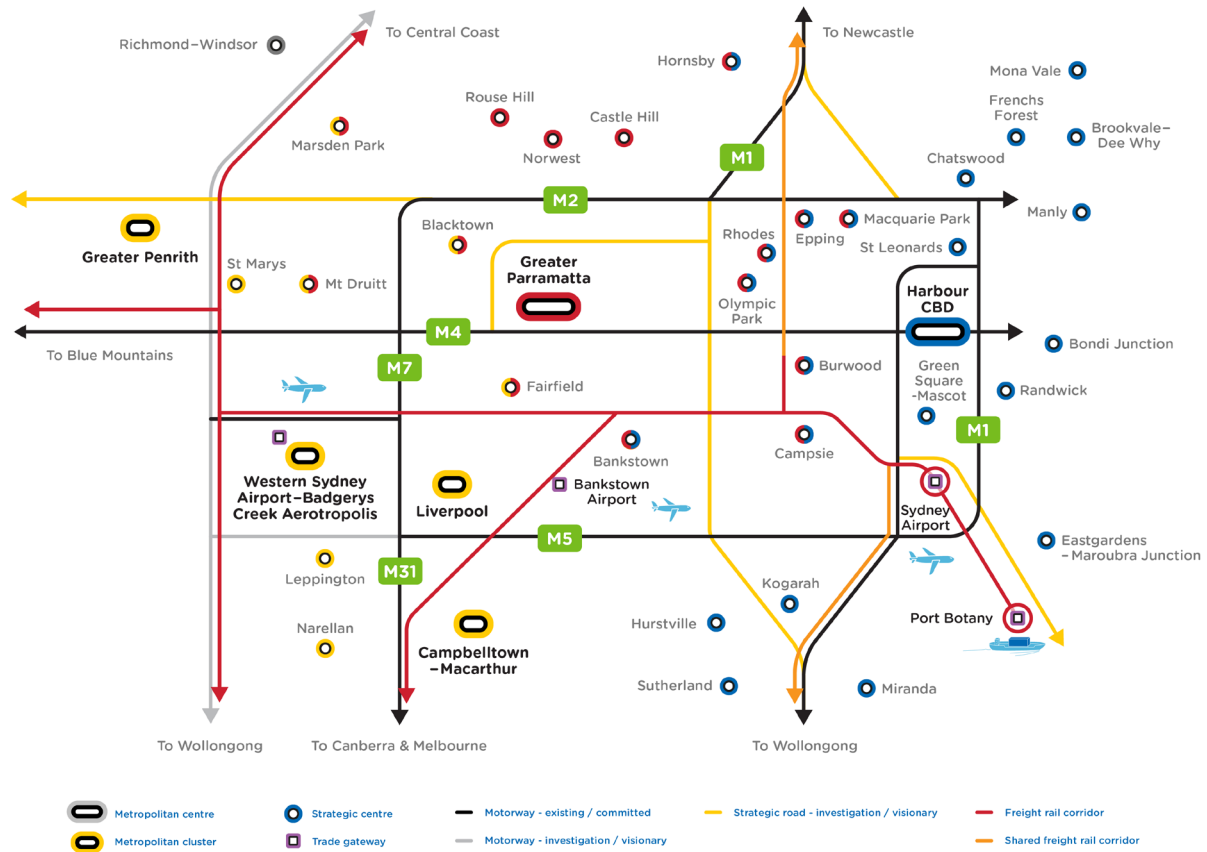 To Central Coast
To Newcastle
Richmond–Windsor
Hornsby
Mona Vale
Rouse Hill
Castle Hill
Frenchs
Forest
Marsden Park
Norwest
M1
Brookvale–
Dee Why
Chatswood
M2
Manly
Blacktown
Macquarie Park
Epping
Rhodes
St Leonards
Greater Penrith
St Marys
Mt Druitt
Greater
Parramatta
Olympic
Park
Harbour
CBD
M4
To Blue Mountains
Bondi Junction
M7
Burwood
Green
Square
-Mascot
Fairfield
Randwick
M1
Campsie
Bankstown
Western Sydney
Airport–Badgerys
Creek Aerotropolis
Liverpool
Bankstown
Airport
Sydney
Airport
M5
Eastgardens
–Maroubra Junction
Leppington
M31
Kogarah
Narellan
Hurstville
Port Botany
Campbelltown
–Macarthur
Sutherland
Miranda
To Wollongong
To Canberra & Melbourne
To Wollongong
Metropolitan centre
Strategic centre
Motorway - existing / committed
Strategic road - investigation / visionary
Freight rail corridor
Metropolitan cluster
Trade gateway
Motorway - investigation / visionary
Shared freight rail corridor